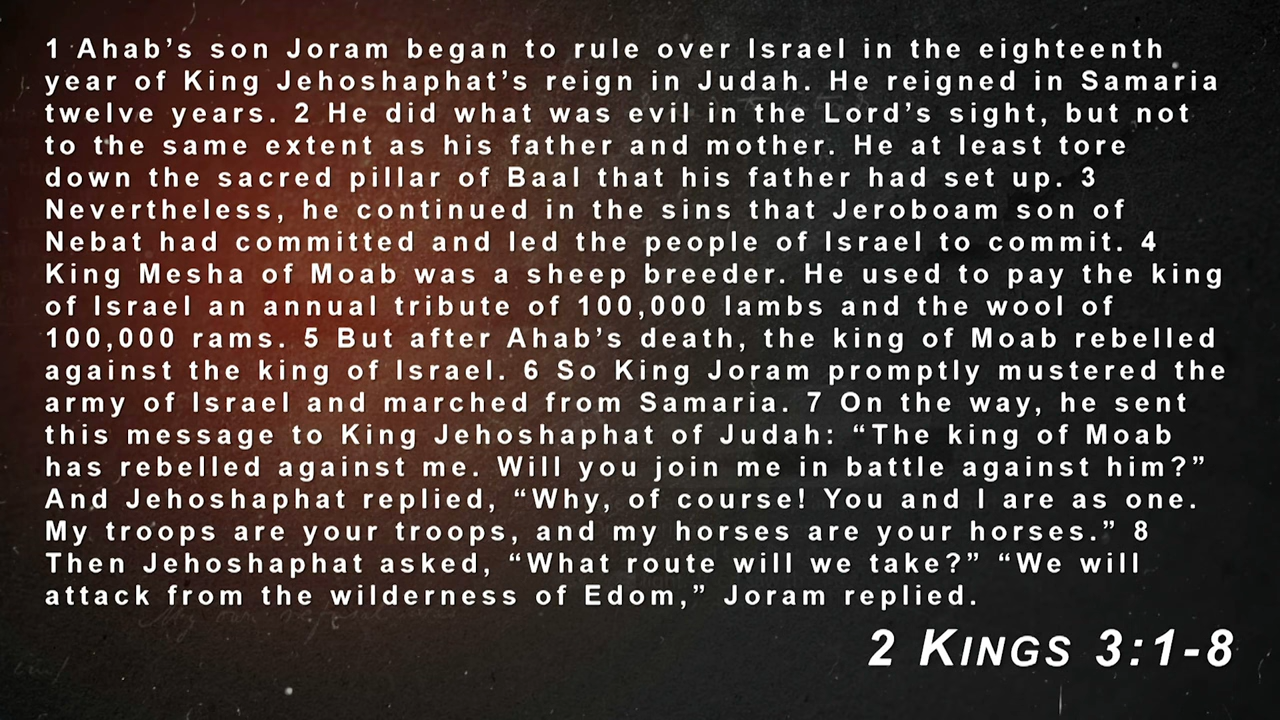 1 Ahab’s son Joram began to rule over Israel in the eighteenth
year of King Jehoshaphat’s reign in Judah. He reigned in Samaria
twelve years. 2 He did what was evil in the Lord’s sight, but not
to the same extent as his father and mother. He at least tore
down the sacred pillar of Baal that his father had set up. 3
Nevertheless, he continued in the sins that Jeroboam son of
Nebat had committed and led the people of Israel to commit. 4
King Mesha of Moab was a sheep breeder. He used to pay the king
of Israel an annual tribute of 100,000 lambs and the wool of
100,000 rams. 5 But after Ahab’s death, the king of Moab rebelled
against the king of Israel. 6 So King Joram promptly mustered the
army of Israel and marched from Samaria. 7 On the way, he sent
this message to King Jehoshaphat of Judah: “The king of Moab
has rebelled against me. Will you join me in battle against him?”
And Jehoshaphat replied, “Why, of course! You and I are as one.
My troops are your troops, and my horses are your horses.” 8
Then Jehoshaphat asked, “What route will we take?” “We will
attack from the wilderness of Edom,” Joram replied.
2 Kings 3:1-8